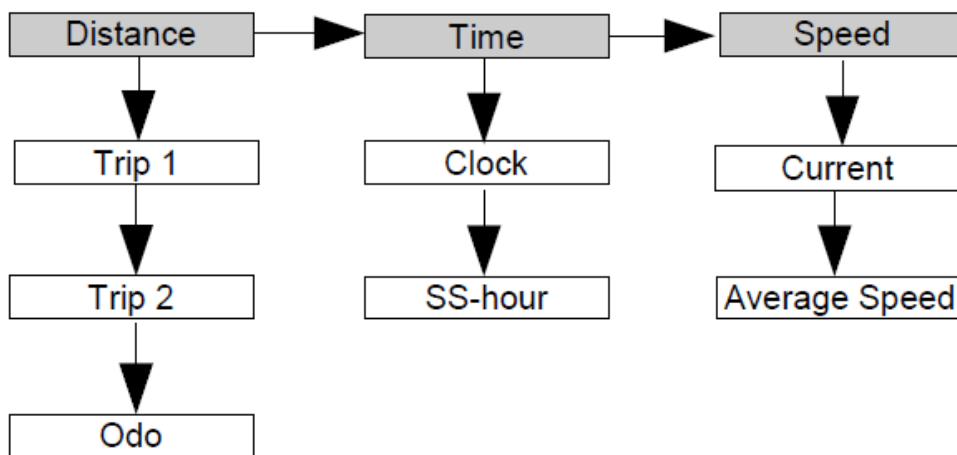 Distance
Time
Speed
Trip 1
Clock
Current
Trip 2
SS-hour
Average Speed
Odo